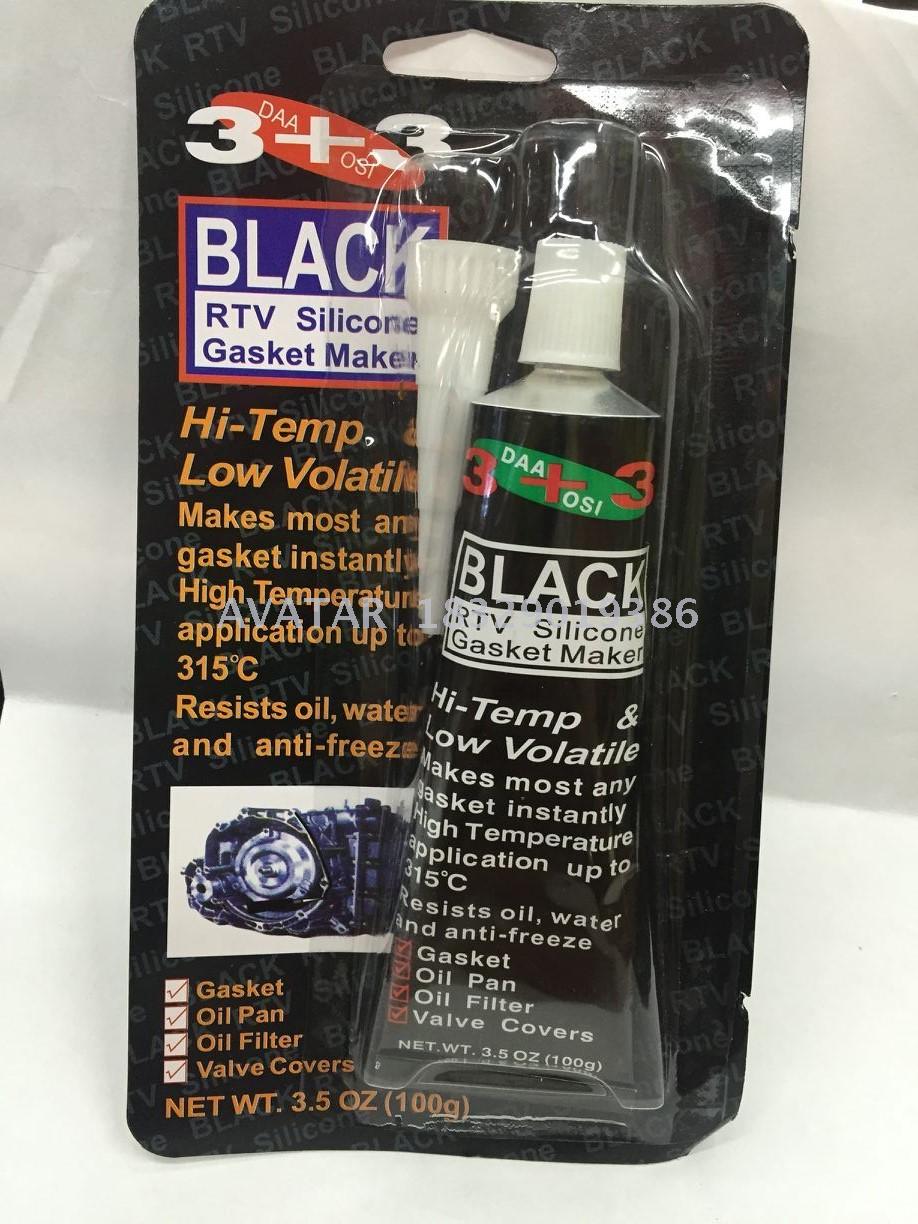 3+3
DAA
OSI
BLACK
RTV Silicone
Gasket Maker
Hi-Temp. &
Low Volatile
Makes most any
gasket instantly
High Temperature
application up to
315°C
Resists oil, water
and anti-freeze
Gasket
Oil Pan
Oil Filter
Valve Covers
NET WT. 3.5 OZ (100g)
3+3
DAA
OSI
BLACK
RTV Silicone
Gasket Maker
Hi-Temp &
Low Volatile
Makes most any
gasket instantly
High Temperature
application up to
315°C
Resists oil, water
and anti-freeze
Gasket
Oil Pan
Oil Filter
Valve Covers
NET.WT. 3.5 OZ (100g)
AVATAR 18829019386
BLACK RTV Silicone